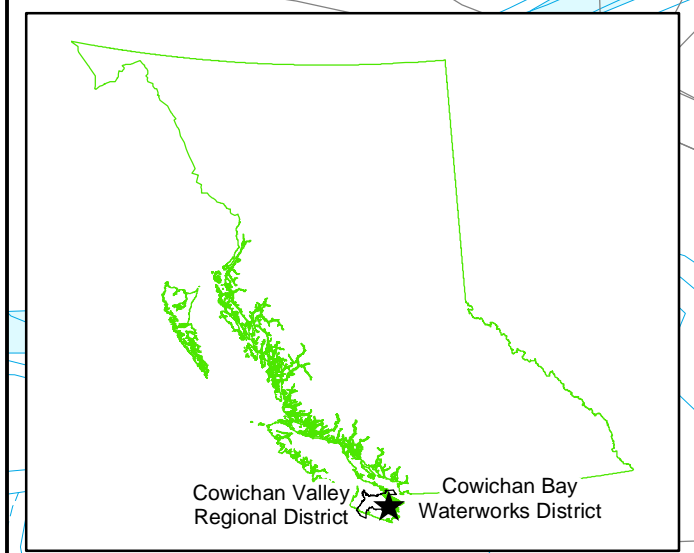 Cowichan Valley
Regional District
Cowichan Bay
Waterworks District